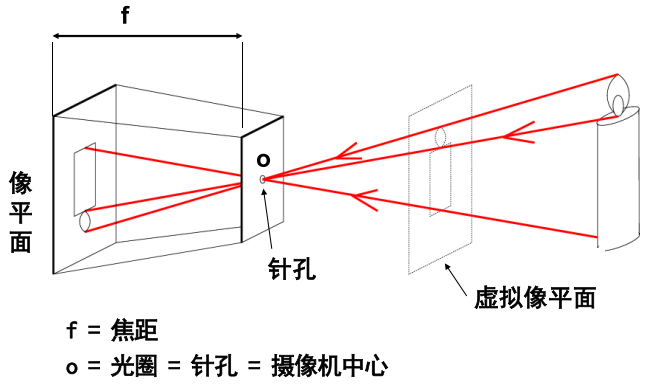 f
o
像平面
针孔
虚拟像平面
f = 焦距
o = 光圈 = 针孔 = 摄像机中心